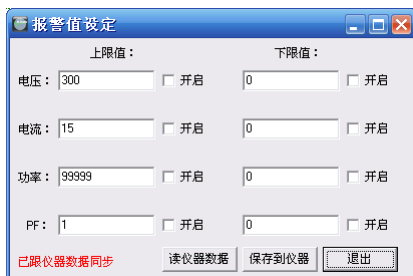 报警值设定
上限值： 下限值：
电压： 300 开启 0 开启
电流： 15 开启 0 开启
功率： 99999 开启 0 开启
PF： 1 开启 0 开启
已跟仪器数据同步 读仪器数据 保存到仪器 退出